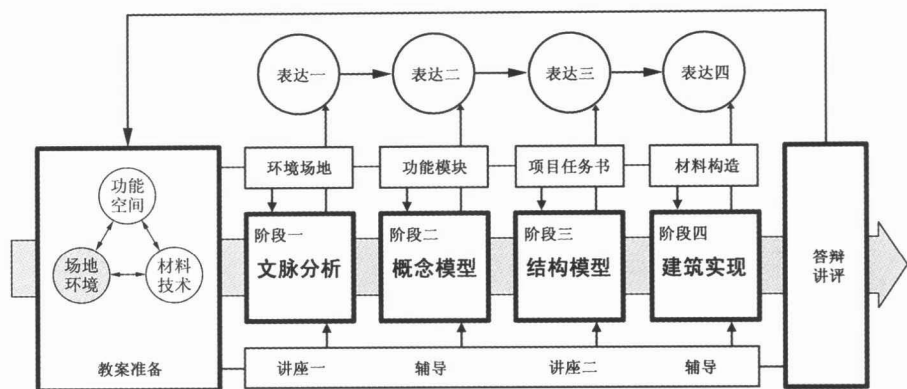 表达一
表达二
表达三
表达四
环境场地
功能模块
项目任务书
材料构造
功能
空间
场地
环境
材料
技术
教案准备
阶段一
文脉分析
阶段二
概念模型
阶段三
结构模型
阶段四
建筑实现
答辩
讲评
讲座一
辅导
讲座二
辅导